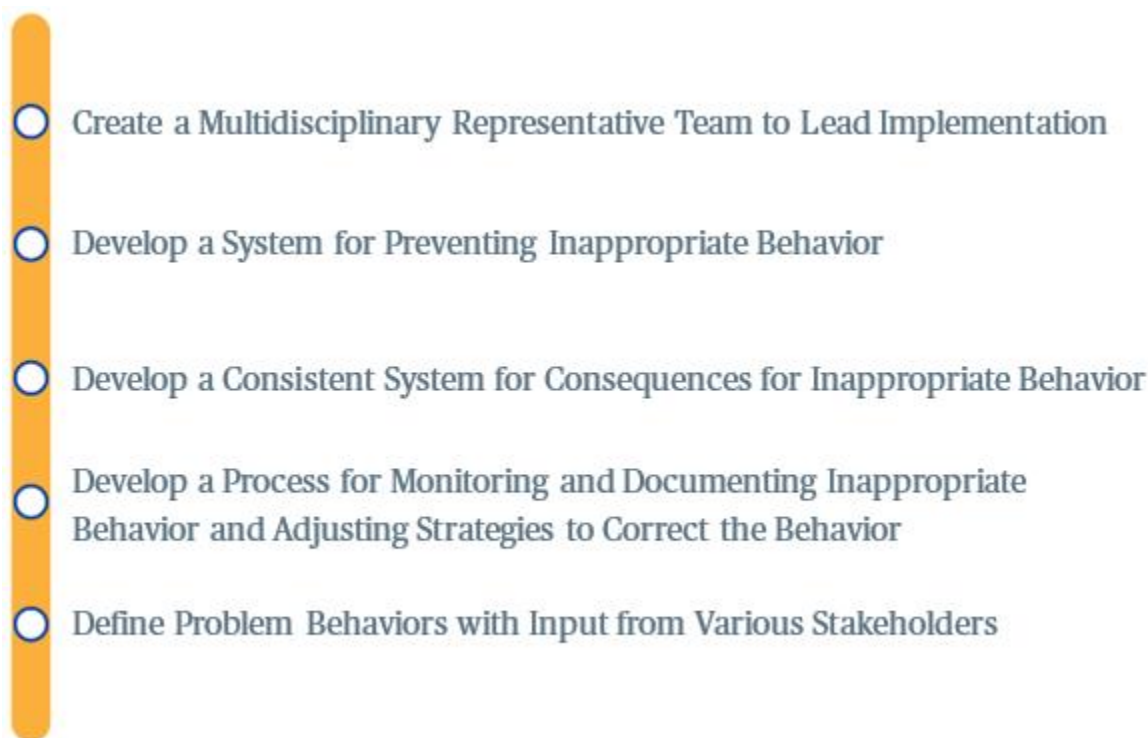 Create a Multidisciplinary Representative Team to Lead Implementation
Develop a System for Preventing Inappropriate Behavior
Develop a Consistent System for Consequences for Inappropriate Behavior
Develop a Process for Monitoring and Documenting Inappropriate
Behavior and Adjusting Strategies to Correct the Behavior
Define Problem Behaviors with Input from Various Stakeholders